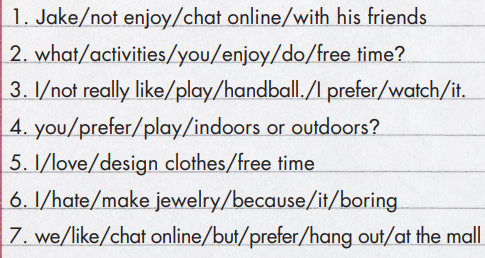 1. Jake/not enjoy/chat online/with his friends
2. what/activities/you/enjoy/do/free time?
3. I/not really like/play/handball./I prefer/watch/it.
4. you/prefer/play/indoors or outdoors?
5. I/love/design clothes/free time
6. I/hate/make jewelry/because/it/boring
7. we/like/chat online/but/prefer/hang out/at the mall